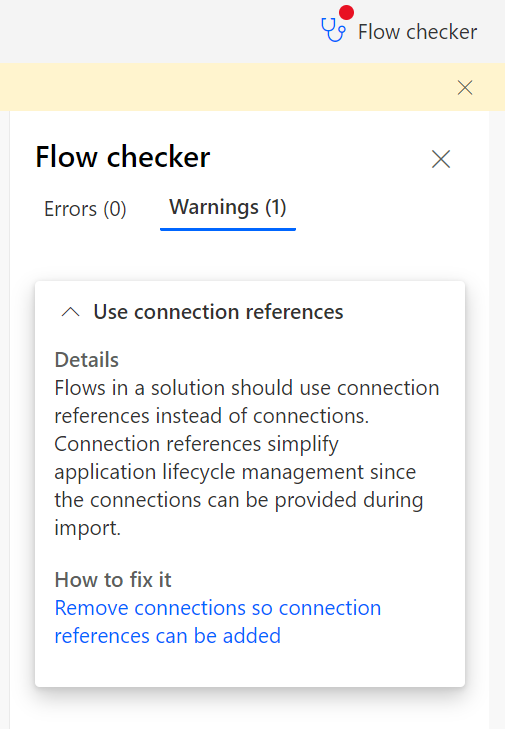 Flow checker
Flow checker
Errors (0)
Warnings (1)
Use connection references
Details
Flows in a solution should use connection
references instead of connections.
Connection references simplify
application lifecycle management since
the connections can be provided during
import.
How to fix it
Remove connections so connection
references can be added